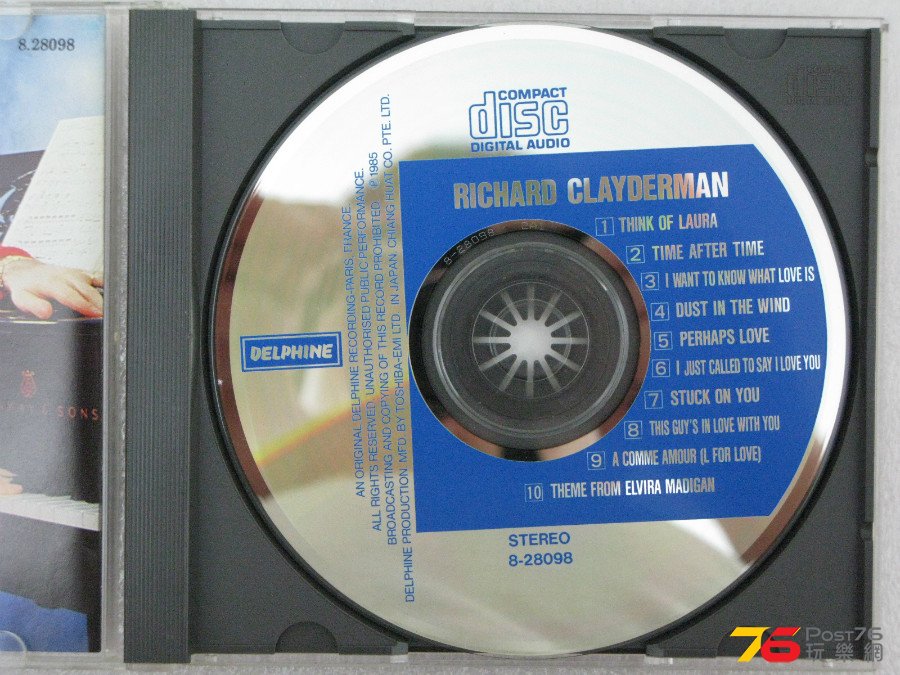 8.28098
SONS
COMPACT
disc
DIGITAL AUDIO
RICHARD CLAYDERMAN
1 THINK OF LAURA
2 TIME AFTER TIME
3 I WANT TO KNOW WHAT LOVE IS
4 DUST IN THE WIND
5 PERHAPS LOVE
6 I JUST CALLED TO SAY I LOVE YOU
7 STUCK ON YOU
8 THIS GUY'S IN LOVE WITH YOU
9 A COMME AMOUR (L FOR LOVE)
10 THEME FROM ELVIRA MADIGAN
STEREO
8-28098
DELPHINE
AN ORIGINAL DELPHINE RECORDING-PARIS, FRANCE.
ALL RIGHTS RESERVED. UNAUTHORISED PUBLIC PERFORMANCE.
BROADCASTING AND COPYING OF THIS RECORD PROHIBITED. ℗ 1985
DELPHINE PRODUCTION. MFD BY TOSHIBA-EMI LTD. IN JAPAN CHIANG HUAT CO. PTE. LTD.
8-28098
76 Post76
玩樂網